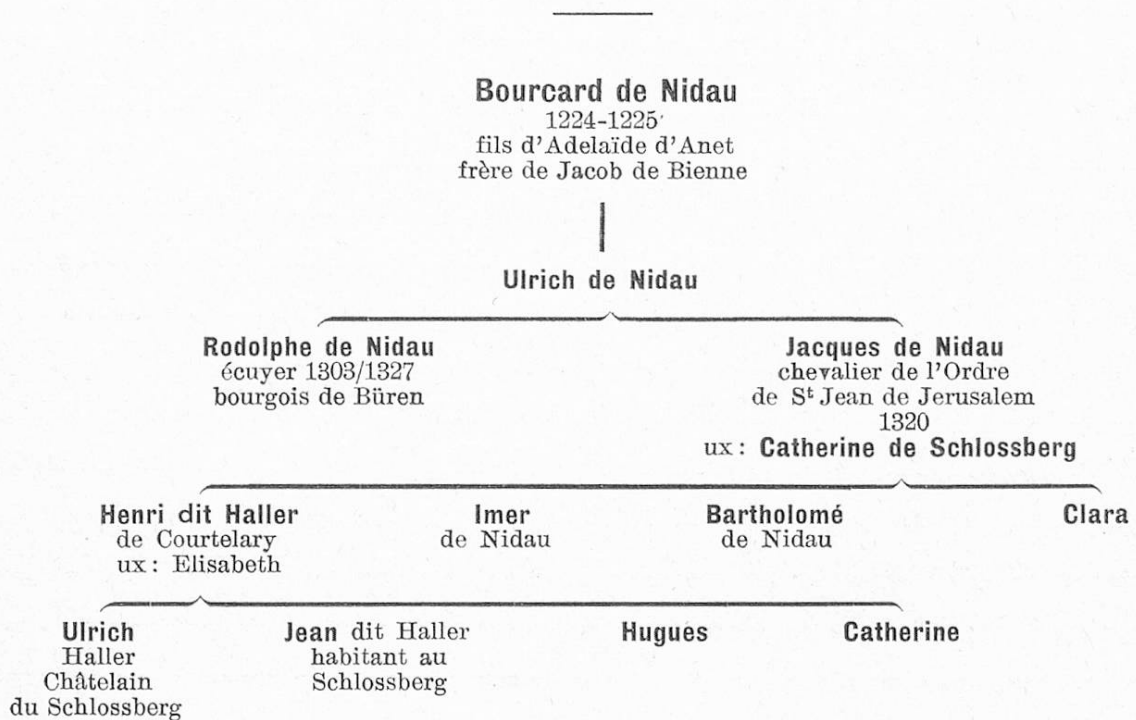 Bourcard de Nidau
1224-1225
fils d'Adelaïde d'Anet
frère de Jacob de Bienne
Ulrich de Nidau
Rodolphe de Nidau
écuyer 1303/1327
bourgois de Büren
Jacques de Nidau
chevalier de l'Ordre
de Sᵗ Jean de Jerusalem
1320
ux : Catherine de Schlossberg
Henri dit Haller
de Courtelary
ux : Elisabeth
Imer
de Nidau
Bartholomé
de Nidau
Clara
Ulrich
Haller
Châtelain
du Schlossberg
Jean dit Haller
habitant au
Schlossberg
Hugues
Catherine